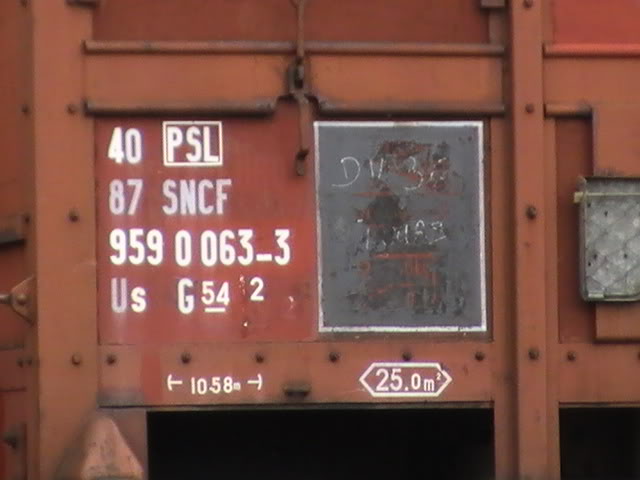 40 PSL
87 SNCF
959 0 063-3
Us G 54 2
10.58m
25.0m²